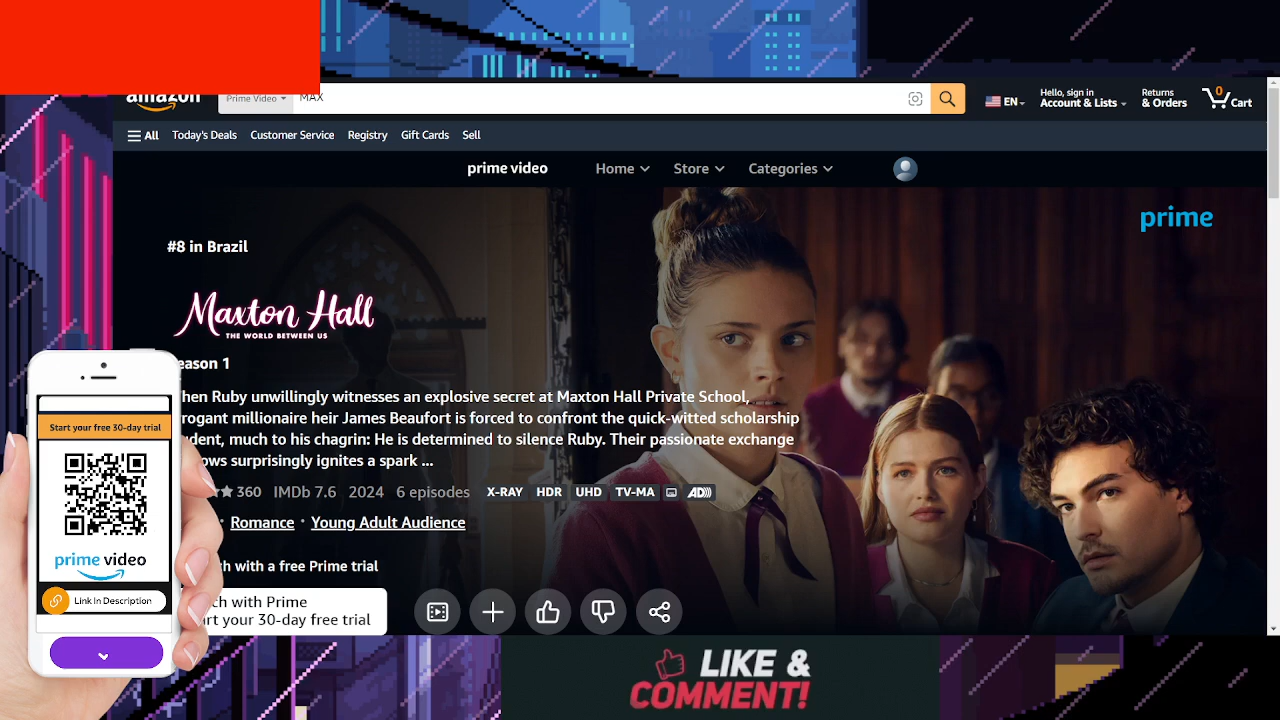 amazon
Prime Video
MAX
EN
Hello, sign in
Account & Lists
Returns
& Orders
0
Cart
All
Today's Deals
Customer Service
Registry
Gift Cards
Sell
prime video
Home
Store
Categories
prime
#8 in Brazil
Maxton Hall
THE WORLD BETWEEN US
eason 1
hen Ruby unwillingly witnesses an explosive secret at Maxton Hall Private School,
rogant millionaire heir James Beaufort is forced to confront the quick-witted scholarship
udent, much to his chagrin: He is determined to silence Ruby. Their passionate exchange
ows surprisingly ignites a spark ...
360 IMDb 7.6 2024 6 episodes X-RAY HDR UHD TV-MA AD
• Romance • Young Adult Audience
ch with a free Prime trial
ch with Prime
rt your 30-day free trial
Start your free 30-day trial
prime video
Link In Description
LIKE &
COMMENT!